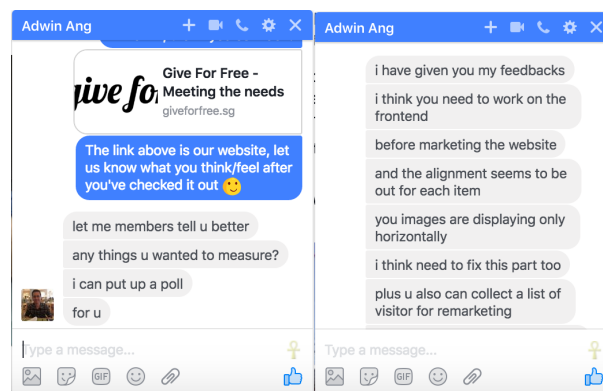 Adwin Ang
give fo
Give For Free -
Meeting the needs
giveforfree.sg
The link above is our website, let
us know what you think/feel after
you've checked it out
let me members tell u better
any things u wanted to measure?
i can put up a poll
for u
Type a message...
GIF
Adwin Ang
i have given you my feedbacks
i think you need to work on the
frontend
before marketing the website
and the alignment seems to be
out for each item
you images are displaying only
horizontally
i think need to fix this part too
plus u also can collect a list of
visitor for remarketing
Type a message...
GIF